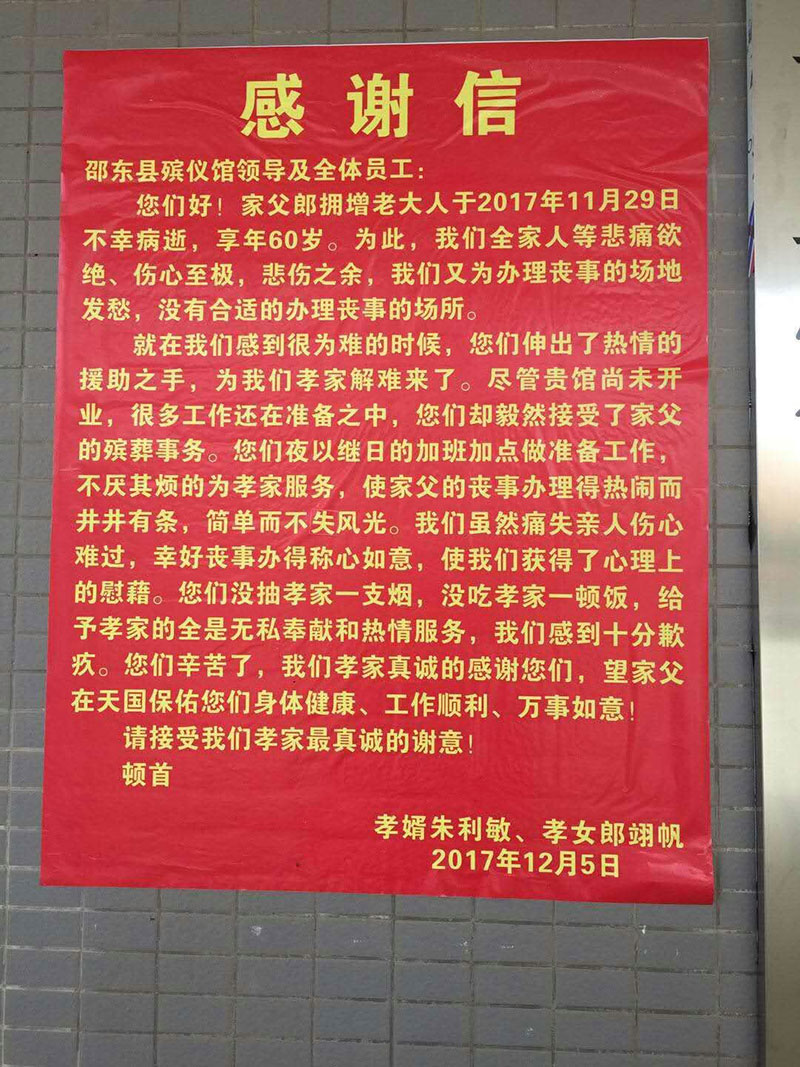 感谢信
邵东县殡仪馆领导及全体员工：
您们好！家父郎拥增老大人于2017年11月29日
不幸病逝，享年60岁。为此，我们全家人等悲痛欲
绝、伤心至极，悲伤之余，我们又为办理丧事的场地
发愁，没有合适的办理丧事的场所。
就在我们感到很为难的时候，您们伸出了热情的
援助之手，为我们孝家解难来了。尽管贵馆尚未开
业，很多工作还在准备之中，您们却毅然接受了家父
的殡葬事务。您们夜以继日的加班加点做准备工作，
不厌其烦的为孝家服务，使家父的丧事办理得热闹而
井井有条，简单而不失风光。我们虽然痛失亲人伤心
难过，幸好丧事办得称心如意，使我们获得了心理上
的慰藉。您们没抽孝家一支烟，没吃孝家一顿饭，给
予孝家的全是无私奉献和热情服务，我们感到十分歉
疚。您们辛苦了，我们孝家真诚的感谢您们，望家父
在天国保佑您们身体健康、工作顺利、万事如意！
请接受我们孝家最真诚的谢意！
顿首
孝婿朱利敏、孝女郎翊帆
2017年12月5日